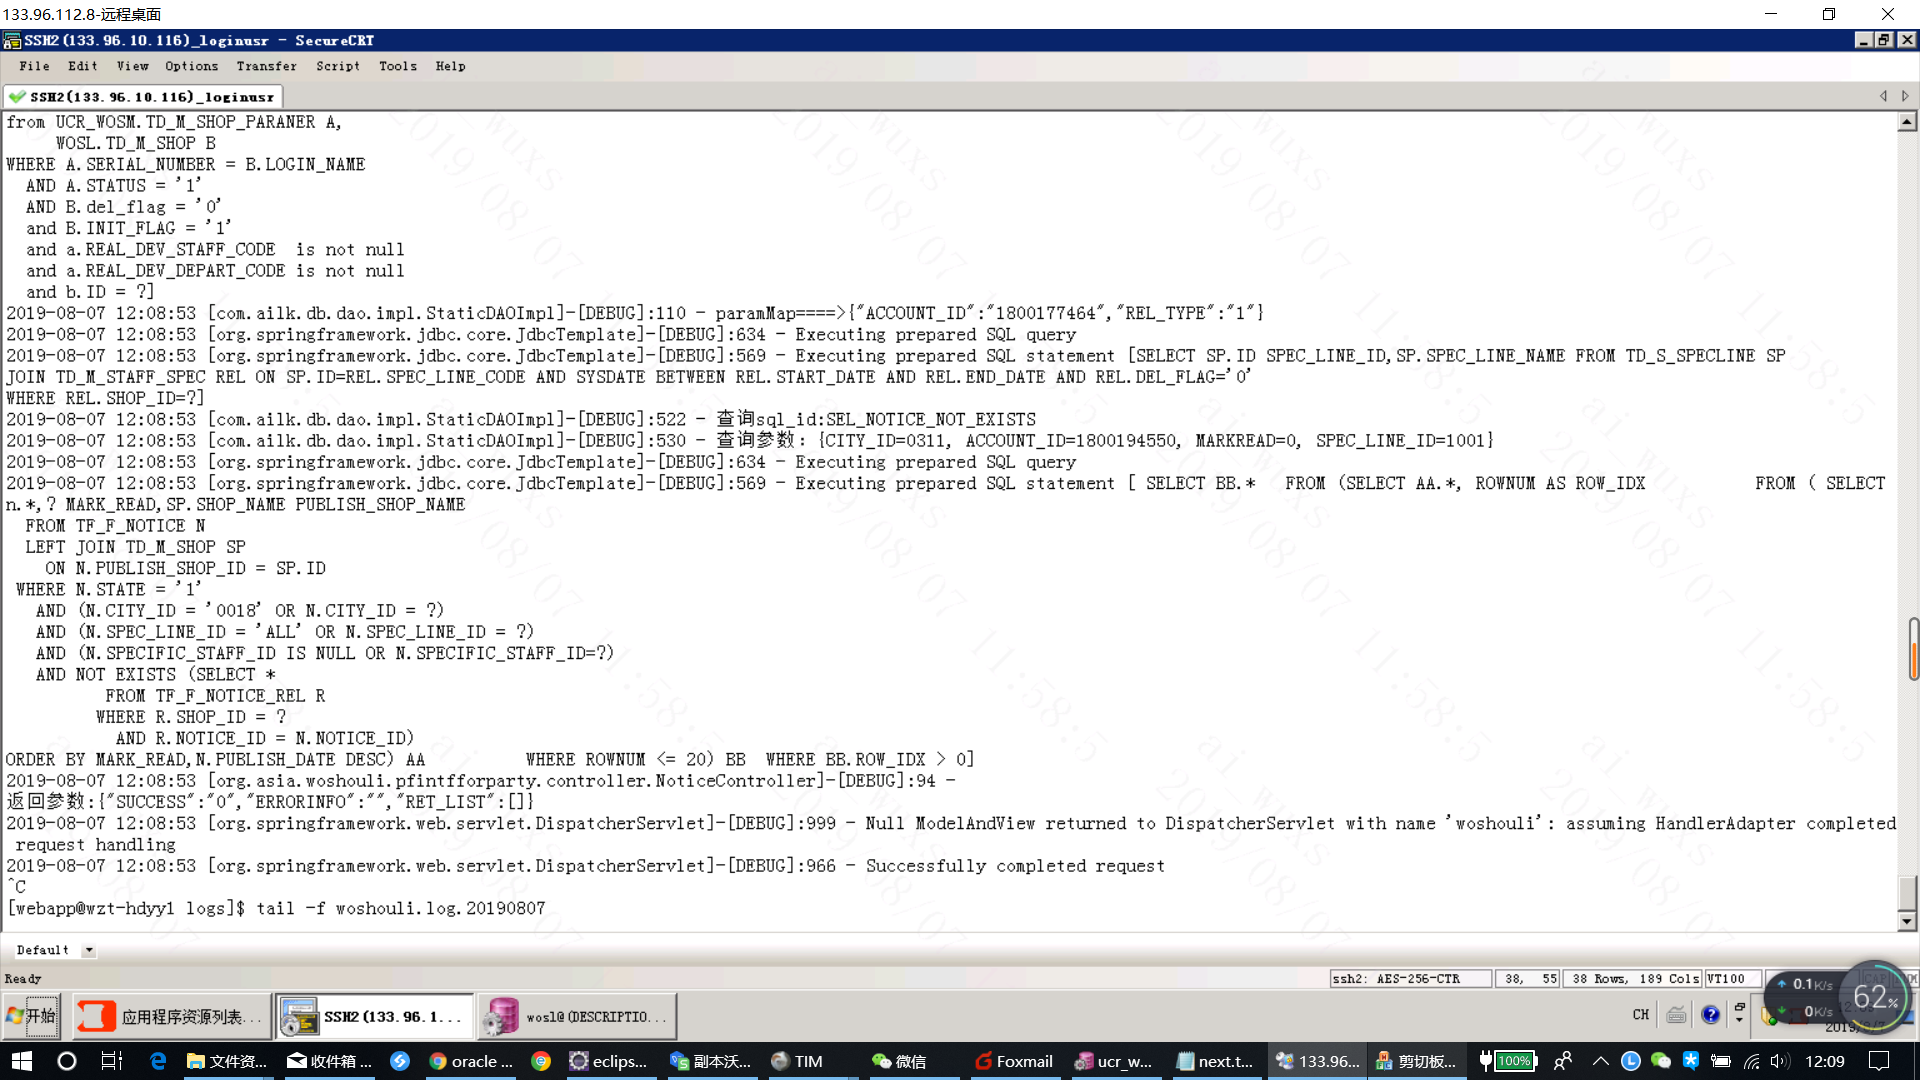 133.96.112.8-远程桌面
SSH2(133.96.10.116)_loginusr - SecureCRT
File Edit View Options Transfer Script Tools Help
SSH2(133.96.10.116)_loginusr
from UCR_WOSM.TD_M_SHOP_PARANER A,
WOSL.TD_M_SHOP B
WHERE A.SERIAL_NUMBER = B.LOGIN_NAME
AND A.STATUS = '1'
AND B.del_flag = '0'
and B.INIT_FLAG = '1'
and a.REAL_DEV_STAFF_CODE  is not null
and a.REAL_DEV_DEPART_CODE is not null
and b.ID = ?]
2019-08-07 12:08:53 [com.ailk.db.dao.impl.StaticDAOImpl]-[DEBUG]:110 - paramMap====>{"ACCOUNT_ID":"1800177464","REL_TYPE":"1"}
2019-08-07 12:08:53 [org.springframework.jdbc.core.JdbcTemplate]-[DEBUG]:634 - Executing prepared SQL query
2019-08-07 12:08:53 [org.springframework.jdbc.core.JdbcTemplate]-[DEBUG]:569 - Executing prepared SQL statement [SELECT SP.ID SPEC_LINE_ID,SP.SPEC_LINE_NAME FROM TD_S_SPECLINE SP
JOIN TD_M_STAFF_SPEC REL ON SP.ID=REL.SPEC_LINE_CODE AND SYSDATE BETWEEN REL.START_DATE AND REL.END_DATE AND REL.DEL_FLAG='0'
WHERE REL.SHOP_ID=?]
2019-08-07 12:08:53 [com.ailk.db.dao.impl.StaticDAOImpl]-[DEBUG]:522 - 查询sql_id:SEL_NOTICE_NOT_EXISTS
2019-08-07 12:08:53 [com.ailk.db.dao.impl.StaticDAOImpl]-[DEBUG]:530 - 查询参数: {CITY_ID=0311, ACCOUNT_ID=1800194550, MARKREAD=0, SPEC_LINE_ID=1001}
2019-08-07 12:08:53 [org.springframework.jdbc.core.JdbcTemplate]-[DEBUG]:634 - Executing prepared SQL query
2019-08-07 12:08:53 [org.springframework.jdbc.core.JdbcTemplate]-[DEBUG]:569 - Executing prepared SQL statement [ SELECT BB.*   FROM (SELECT AA.*, ROWNUM AS ROW_IDX           FROM ( SELECT
n.*,? MARK_READ,SP.SHOP_NAME PUBLISH_SHOP_NAME
FROM TF_F_NOTICE N
LEFT JOIN TD_M_SHOP SP
ON N.PUBLISH_SHOP_ID = SP.ID
WHERE N.STATE = '1'
AND (N.CITY_ID = '0018' OR N.CITY_ID = ?)
AND (N.SPEC_LINE_ID = 'ALL' OR N.SPEC_LINE_ID = ?)
AND (N.SPECIFIC_STAFF_ID IS NULL OR N.SPECIFIC_STAFF_ID=?)
AND NOT EXISTS (SELECT *
FROM TF_F_NOTICE_REL R
WHERE R.SHOP_ID = ?
AND R.NOTICE_ID = N.NOTICE_ID)
ORDER BY MARK_READ,N.PUBLISH_DATE DESC) AA          WHERE ROWNUM <= 20) BB  WHERE BB.ROW_IDX > 0]
2019-08-07 12:08:53 [org.asia.woshouli.pfintfforparty.controller.NoticeController]-[DEBUG]:94 -
返回参数:{"SUCCESS":"0","ERRORINFO":"","RET_LIST":[]}
2019-08-07 12:08:53 [org.springframework.web.servlet.DispatcherServlet]-[DEBUG]:999 - Null ModelAndView returned to DispatcherServlet with name 'woshouli': assuming HandlerAdapter completed
request handling
2019-08-07 12:08:53 [org.springframework.web.servlet.DispatcherServlet]-[DEBUG]:966 - Successfully completed request
^C
[webapp@wzt-hdyy1 logs]$ tail -f woshouli.log.20190807
Default
Ready ssh2: AES-256-CTR 38, 55 38 Rows, 189 Cols VT100
开始 应用程序资源列表... SSH2(133.96.1... wosl@(DESCRIPTIO... CH 0.1K/s 0K/s 62%
文件资... 收件箱 ... oracle ... eclips... 副本沃... TIM 微信 Foxmail ucr_w... next.t... 133.96... 剪切板... 100% 12:09